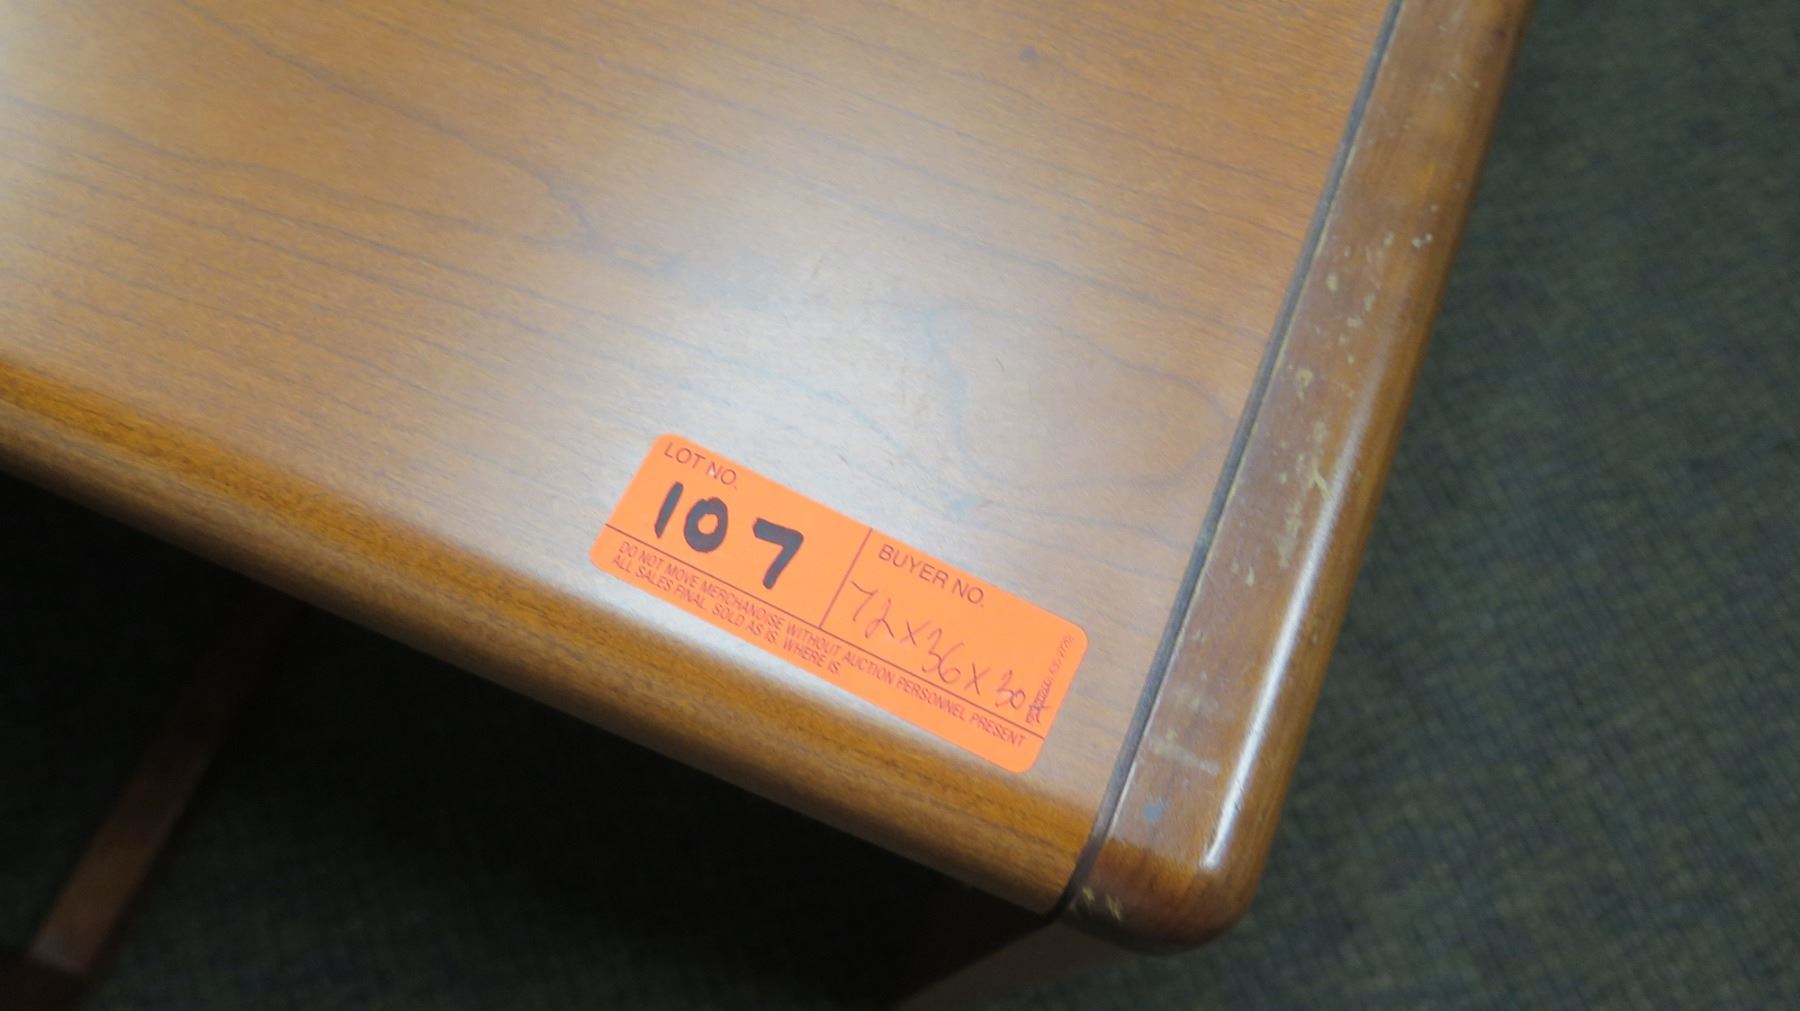 LOT NO.
107
BUYER NO.
72x36x30
DO NOT MOVE MERCHANDISE WITHOUT AUCTION PERSONNEL PRESENT
ALL SALES FINAL. SOLD AS IS. WHERE IS.